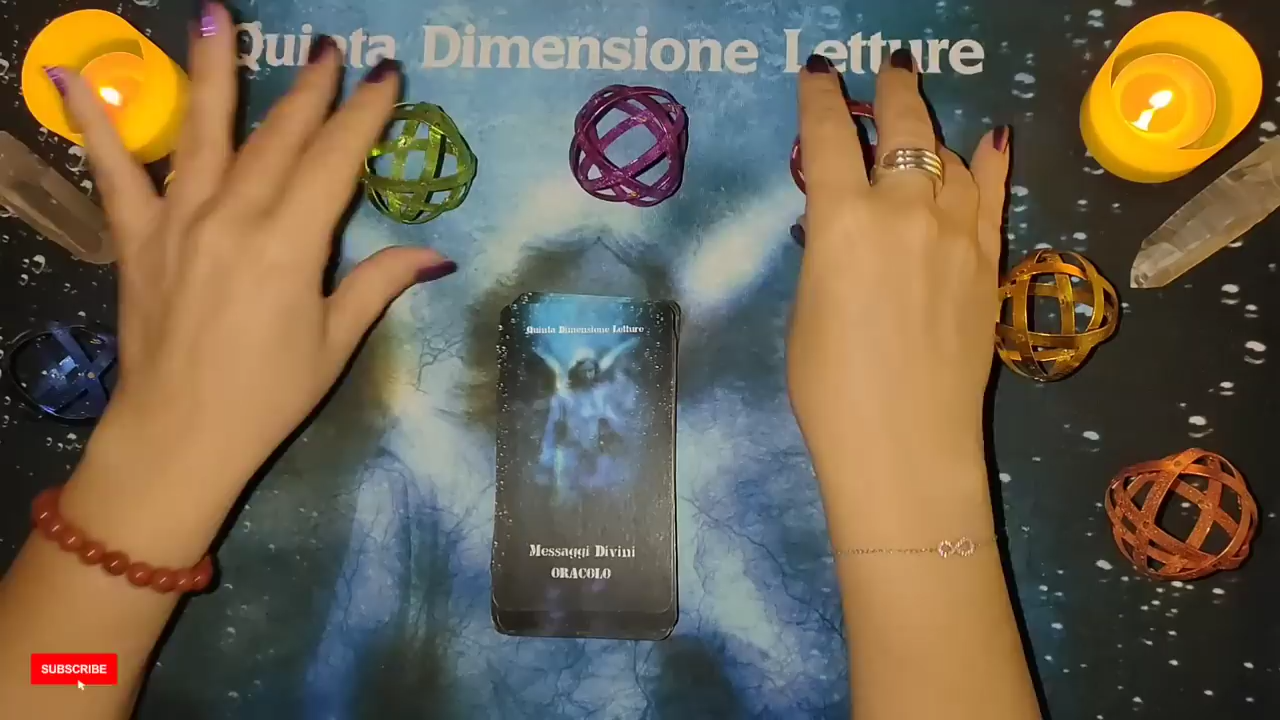 Quinta Dimensione Letture
Quinta Dimensione Letture
Messaggi Divini
ORACOLO
SUBSCRIBE